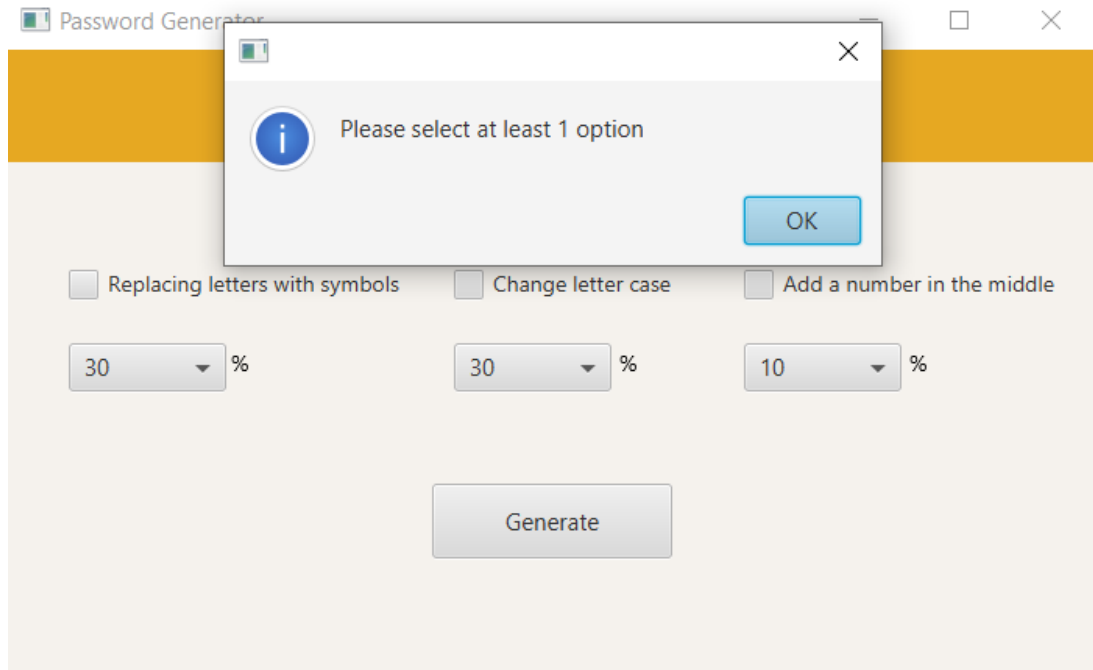 Password Generator
Please select at least 1 option
OK
Replacing letters with symbols Change letter case Add a number in the middle
30 % 30 % 10 %
Generate